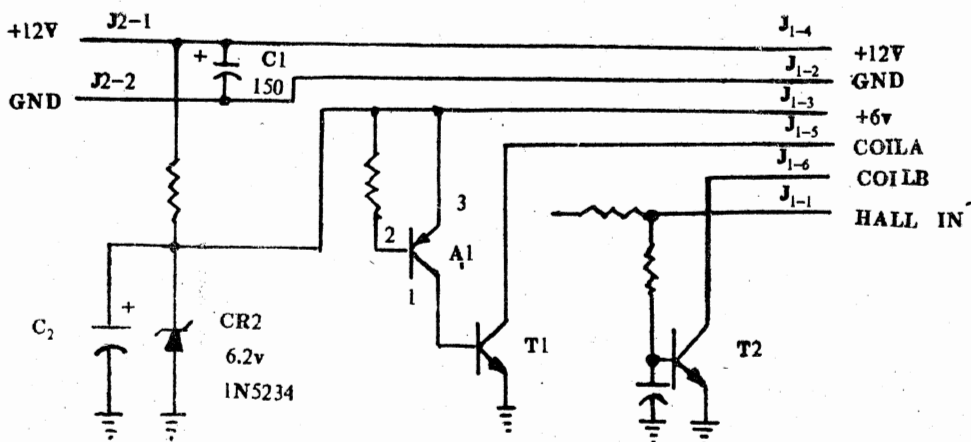 +12V J2-1 J1-4 +12V
+ C1 150
J2-2 J1-2 GND
GND J1-3 +6v
J1-5 COILA
J1-6 COILB
3 J1-1 HALL IN
2 A1
1
C2 + CR2 T1 T2
6.2v
1N5234